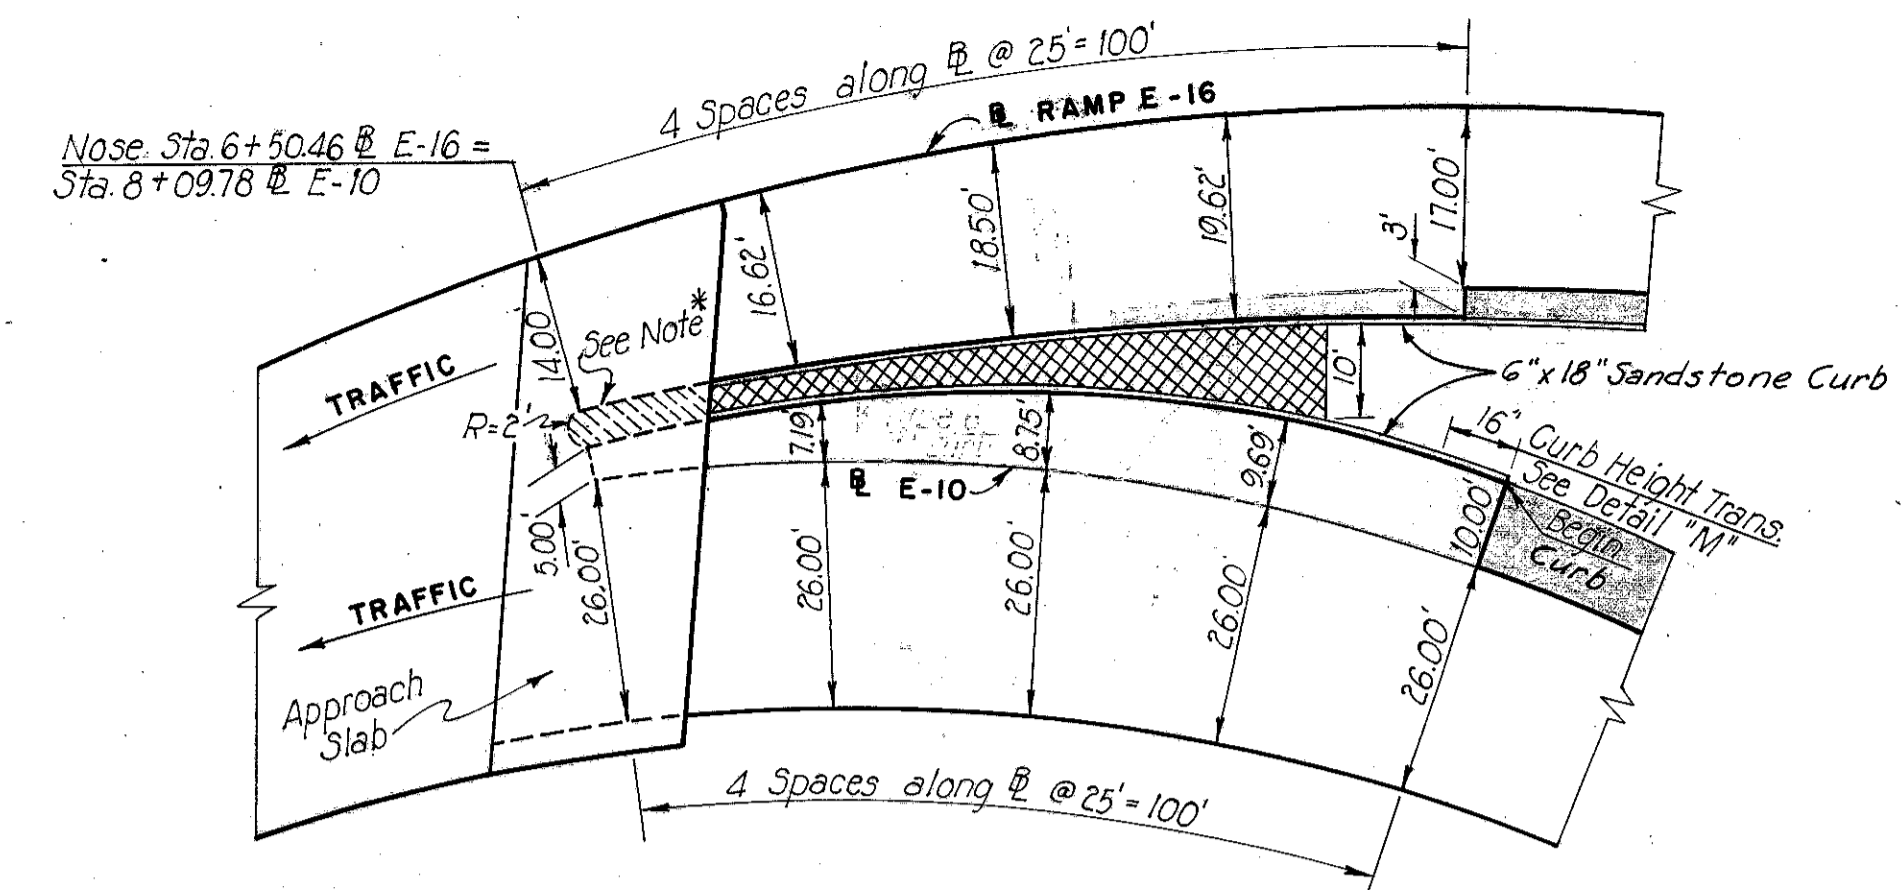 4 Spaces along ℄ @ 25' = 100'
℄ RAMP E-16
Nose Sta. 6+50.46 ℄ E-16 =
Sta. 8+09.78 ℄ E-10
14.00
16.62'
18.50'
19.62'
3'
17.00'
See Note*
TRAFFIC
R=2'
10'
6"x18" Sandstone Curb
16" Curb Height Trans.
See Detail "M"
Begin
Curb
7.19'
8.75'
9.69'
10.00'
℄ E-10
5.00'
26.00'
26.00'
26.00'
26.00'
26.00'
TRAFFIC
Approach
Slab
4 Spaces along ℄ @ 25' = 100'